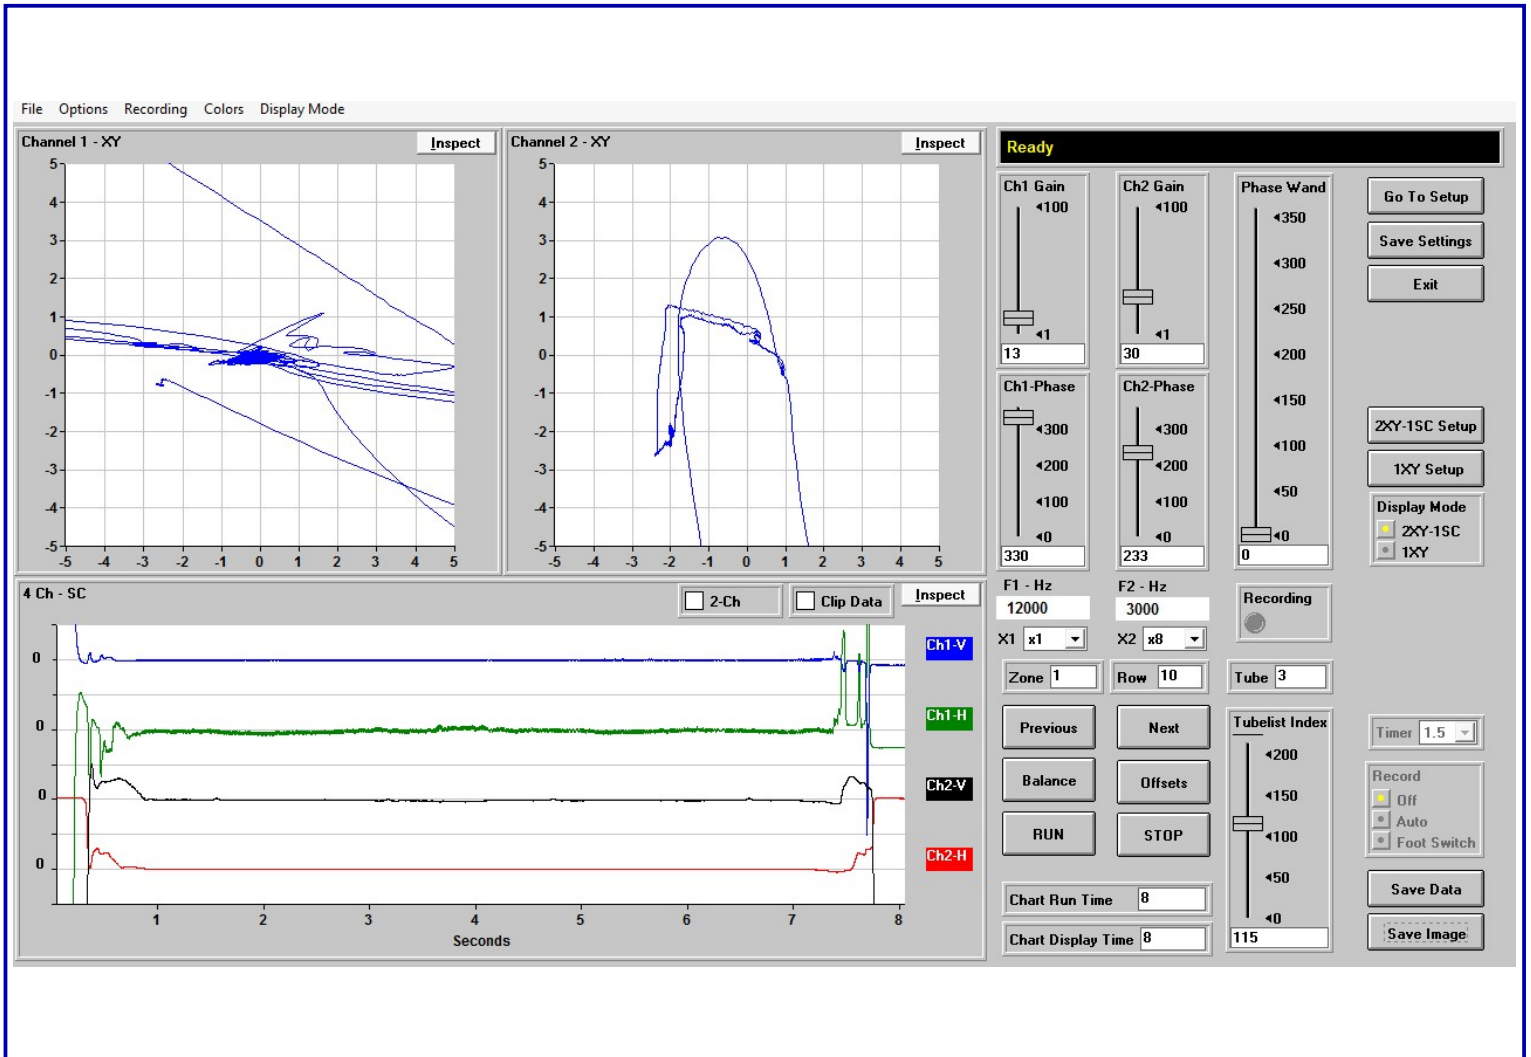 File Options Recording Colors Display Mode
Channel 1 - XY Inspect
5
4
3
2
1
0
-1
-2
-3
-4
-5
-5 -4 -3 -2 -1 0 1 2 3 4 5
Channel 2 - XY Inspect
5
4
3
2
1
0
-1
-2
-3
-4
-5
-5 -4 -3 -2 -1 0 1 2 3 4 5
4 Ch - SC 2-Ch Clip Data Inspect
0
0
0
0
Ch1-V
Ch1-H
Ch2-V
Ch2-H
1 2 3 4 5 6 7 8
Seconds
Ready
Ch1 Gain
100
1
13
Ch2 Gain
100
1
30
Phase Wand
350
300
250
200
150
100
50
0
0
Ch1-Phase
300
200
100
0
330
Ch2-Phase
300
200
100
0
233
Go To Setup
Save Settings
Exit
2XY-1SC Setup
1XY Setup
Display Mode
2XY-1SC
1XY
F1 - Hz
12000
F2 - Hz
3000
Recording
X1 x1
X2 x8
Zone 1
Row 10
Tube 3
Previous
Next
Balance
Offsets
RUN
STOP
Chart Run Time 8
Chart Display Time 8
Tubelist Index
200
150
100
50
0
115
Timer 1.5
Record
Off
Auto
Foot Switch
Save Data
Save Image